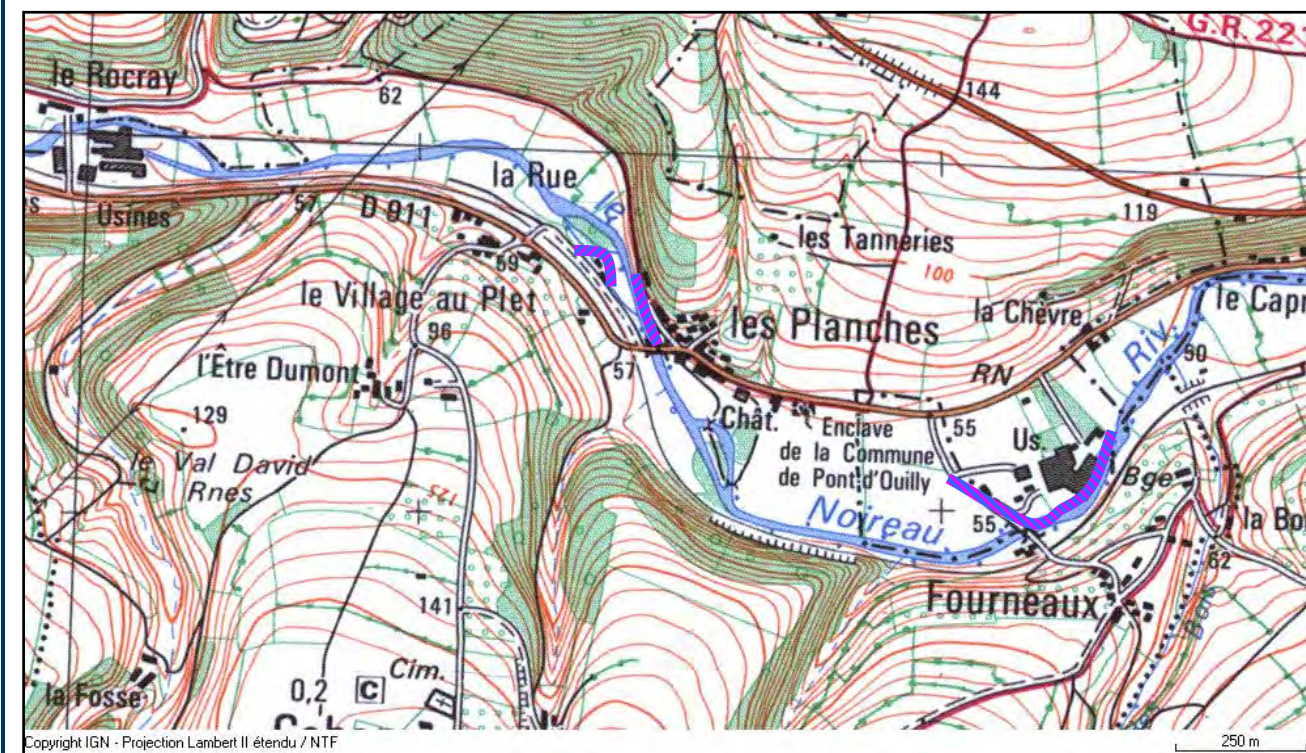 G.R. 22
le Rocray
62
144
la Rue
le
Usines
57
D 911
119
les Tanneries
59
100
le Village au Plet
la Chèvre
le Capr
96
les Planches
Riv.
50
l'Être Dumont
57
RN
129
Chât.
Enclave
de la Commune
de Pont d'Ouilly
55
Us.
le Val David
Rnes
125
Noireau
55
Bge
la Bo
62
141
Fourneaux
Cim.
0,2
C
la Fosse
Copyright IGN - Projection Lambert II étendu / NTF
250 m